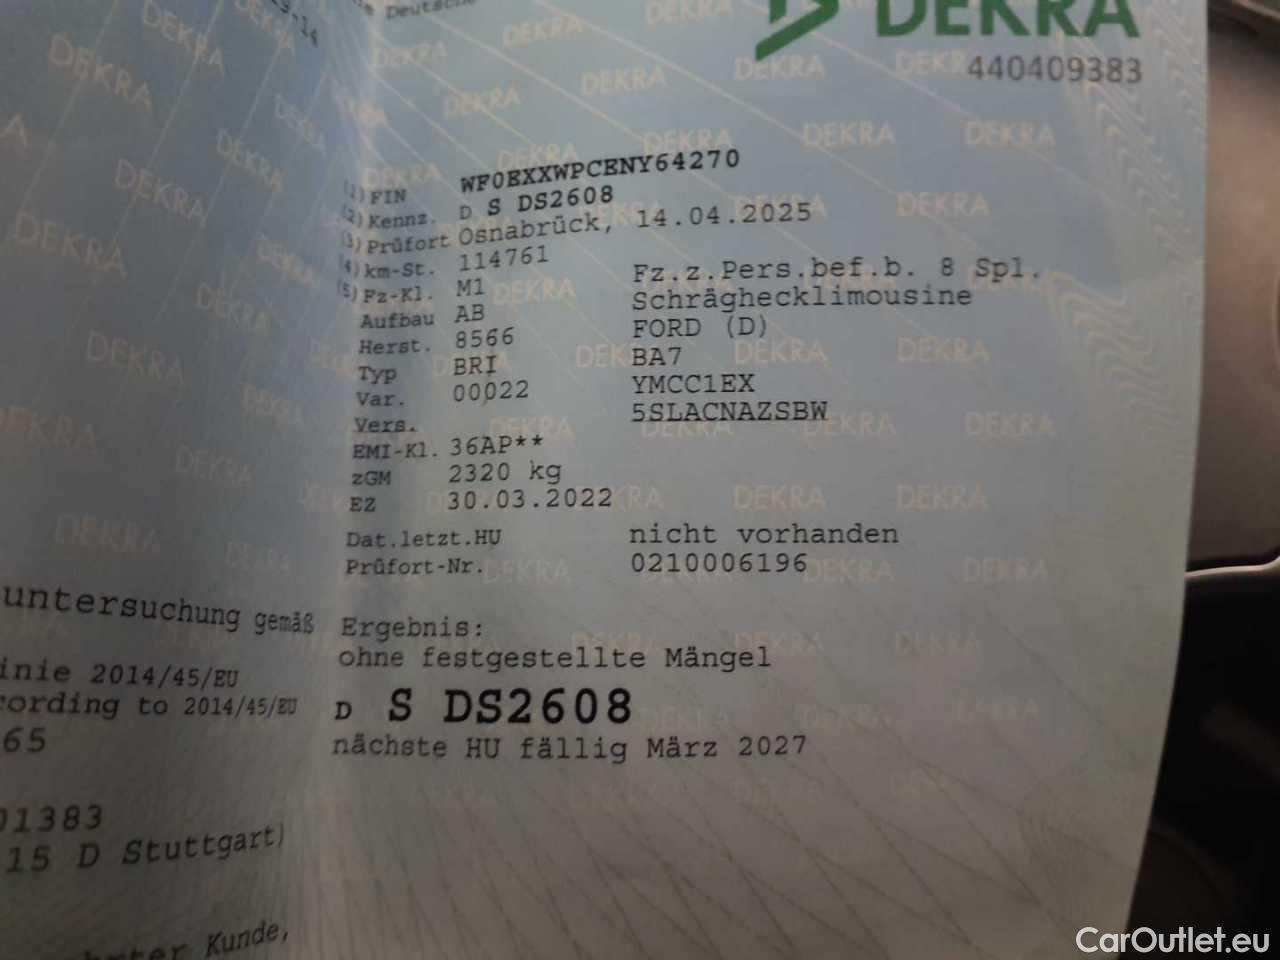 Deutsche
DEKRA
440409383
(1) FIN WF0EXXWPCENY64270
(2) Kennz. D S DS2608
(3) Prüfort Osnabrück, 14.04.2025
(4) km-St. 114761
(5) Fz-Kl. M1 Fz.z.Pers.bef.b. 8 Spl.
Aufbau AB Schräghecklimousine
Herst. 8566 FORD (D)
Typ BRI BA7
Var. 00022 YMCC1EX
Vers. 5SLACNAZSBW
EMI-Kl. 36AP**
zGM 2320 kg
EZ 30.03.2022
Dat.letzt.HU nicht vorhanden
Prüfort-Nr. 0210006196
untersuchung gemäß
inie 2014/45/EU
cording to 2014/45/EU
65
01383
15 D Stuttgart)
Kunde,
Ergebnis:
ohne festgestellte Mängel
D S DS2608
nächste HU fällig März 2027
CarOutlet.eu